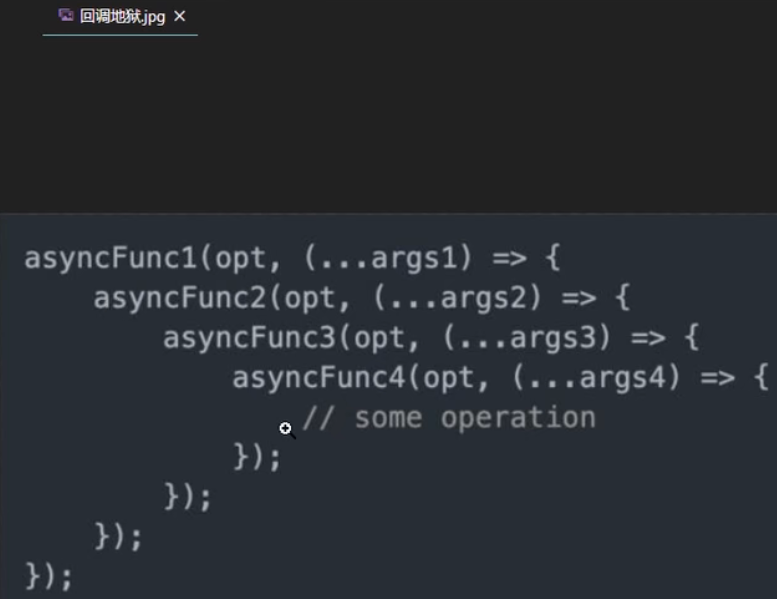 回调地狱.jpg
asyncFunc1(opt, (...args1) => {
    asyncFunc2(opt, (...args2) => {
        asyncFunc3(opt, (...args3) => {
            asyncFunc4(opt, (...args4) => {
                // some operation
            });
        });
    });
});